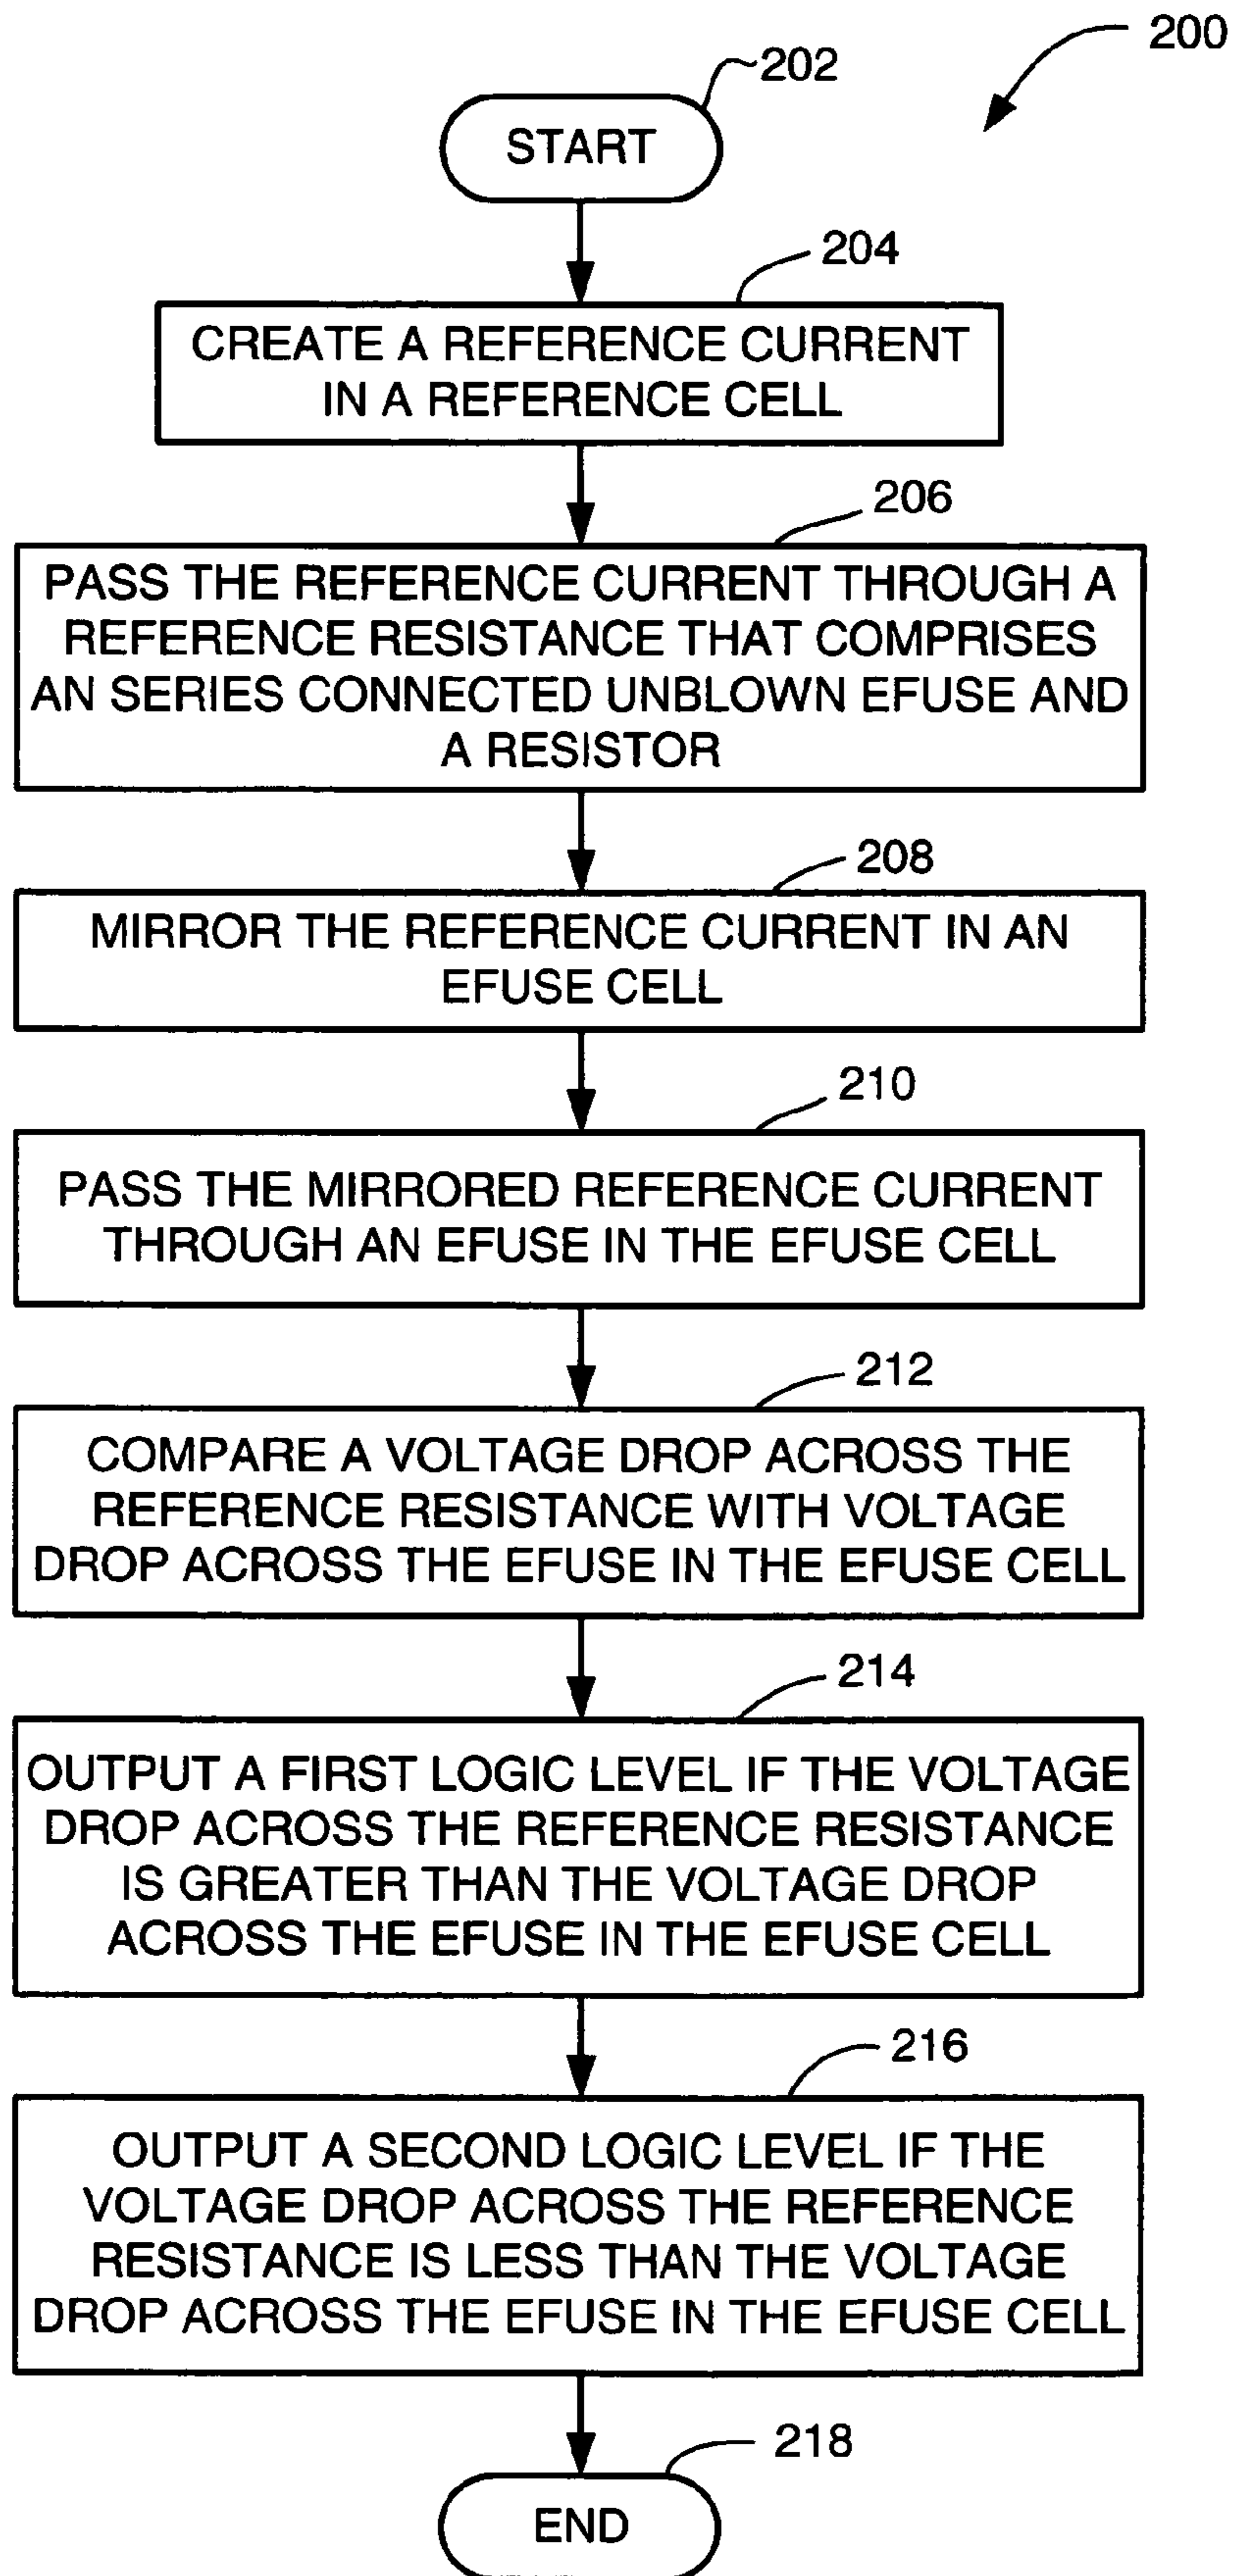 200
202
START
204
CREATE A REFERENCE CURRENT
IN A REFERENCE CELL
206
PASS THE REFERENCE CURRENT THROUGH A
REFERENCE RESISTANCE THAT COMPRISES
AN SERIES CONNECTED UNBLOWN EFUSE AND
A RESISTOR
208
MIRROR THE REFERENCE CURRENT IN AN
EFUSE CELL
210
PASS THE MIRRORED REFERENCE CURRENT
THROUGH AN EFUSE IN THE EFUSE CELL
212
COMPARE A VOLTAGE DROP ACROSS THE
REFERENCE RESISTANCE WITH VOLTAGE
DROP ACROSS THE EFUSE IN THE EFUSE CELL
214
OUTPUT A FIRST LOGIC LEVEL IF THE VOLTAGE
DROP ACROSS THE REFERENCE RESISTANCE
IS GREATER THAN THE VOLTAGE DROP
ACROSS THE EFUSE IN THE EFUSE CELL
216
OUTPUT A SECOND LOGIC LEVEL IF THE
VOLTAGE DROP ACROSS THE REFERENCE
RESISTANCE IS LESS THAN THE VOLTAGE
DROP ACROSS THE EFUSE IN THE EFUSE CELL
218
END